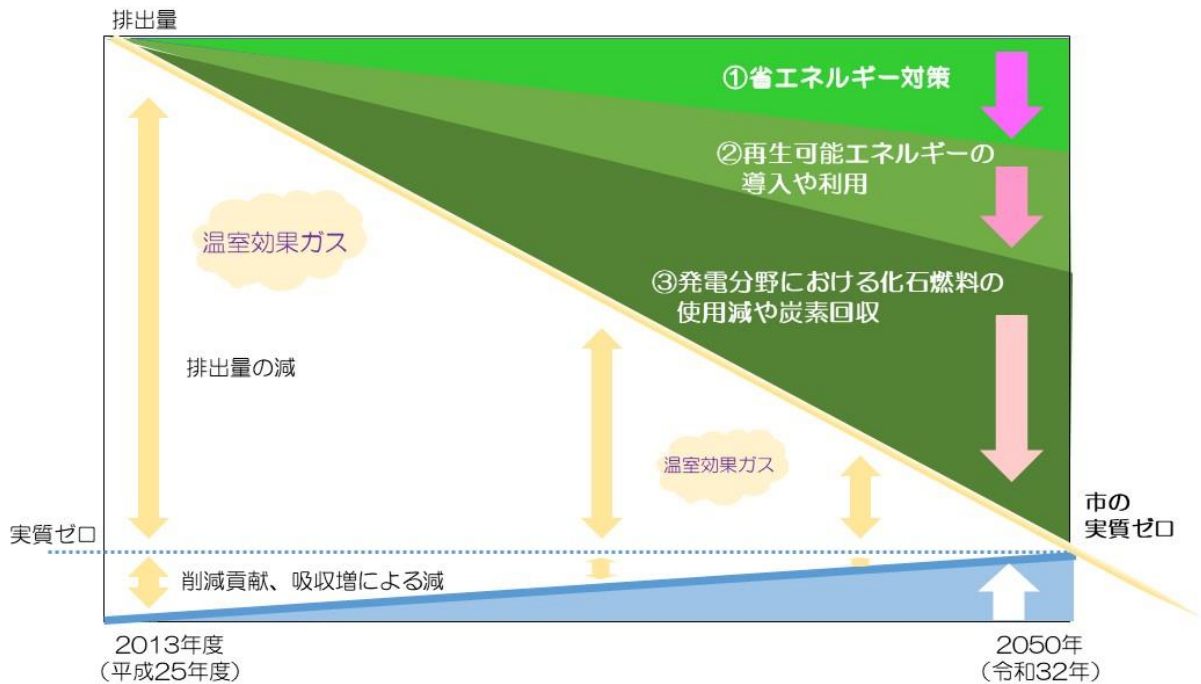 排出量
①省エネルギー対策
②再生可能エネルギーの
導入や利用
温室効果ガス
③発電分野における化石燃料の
使用減や炭素回収
排出量の減
温室効果ガス
市の
実質ゼロ
実質ゼロ
削減貢献、吸収増による減
2013年度
（平成25年度）
2050年
（令和32年）